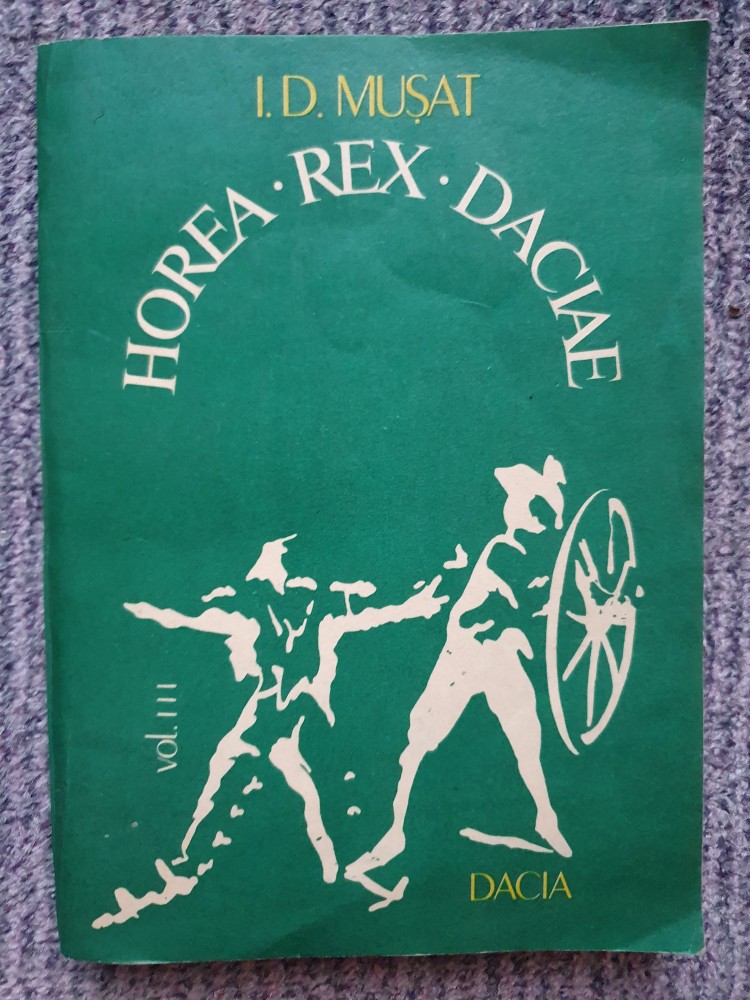 I. D. MUȘAT
HOREA · REX · DACIAE
vol. III
DACIA